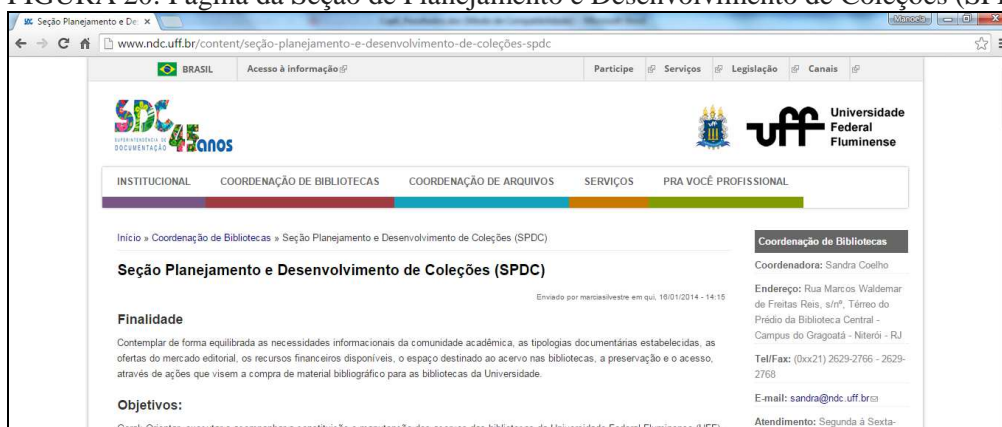 FIGURA 20: Página da Seção de Planejamento e Desenvolvimento de Coleções (SP
Seção Planejamento e De
Manoela
www.ndc.uff.br/content/seção-planejamento-e-desenvolvimento-de-coleções-spdc
BRASIL Acesso à informação Participe Serviços Legislação Canais
SDC 45 anos
SUPERINTENDÊNCIA DE
DOCUMENTAÇÃO
uff Universidade
Federal
Fluminense
INSTITUCIONAL COORDENAÇÃO DE BIBLIOTECAS COORDENAÇÃO DE ARQUIVOS SERVIÇOS PRA VOCÊ PROFISSIONAL
Início » Coordenação de Bibliotecas » Seção Planejamento e Desenvolvimento de Coleções (SPDC)
Seção Planejamento e Desenvolvimento de Coleções (SPDC)
Enviado por marciasilvestre em qui, 16/01/2014 - 14:15
Finalidade
Contemplar de forma equilibrada as necessidades informacionais da comunidade acadêmica, as tipologias documentárias estabelecidas, as
ofertas do mercado editorial, os recursos financeiros disponíveis, o espaço destinado ao acervo nas bibliotecas, a preservação e o acesso,
através de ações que visem a compra de material bibliográfico para as bibliotecas da Universidade.
Objetivos:
Coordenação de Bibliotecas
Coordenadora: Sandra Coelho
Endereço: Rua Marcos Waldemar
de Freitas Reis, s/nº, Térreo do
Prédio da Biblioteca Central -
Campus do Gragoatá - Niterói - RJ
Tel/Fax: (0xx21) 2629-2766 - 2629-
2768
E-mail: sandra@ndc.uff.br
Atendimento: Segunda à Sexta-